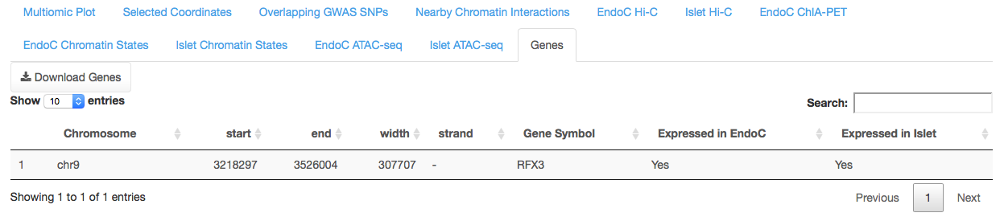 Multiomic Plot Selected Coordinates Overlapping GWAS SNPs Nearby Chromatin Interactions EndoC Hi-C Islet Hi-C EndoC ChIA-PET
EndoC Chromatin States Islet Chromatin States EndoC ATAC-seq Islet ATAC-seq Genes
Download Genes
Show 10 entries Search:
Chromosome start end width strand Gene Symbol Expressed in EndoC Expressed in Islet
1 chr9 3218297 3526004 307707 - RFX3 Yes Yes
Showing 1 to 1 of 1 entries Previous 1 Next